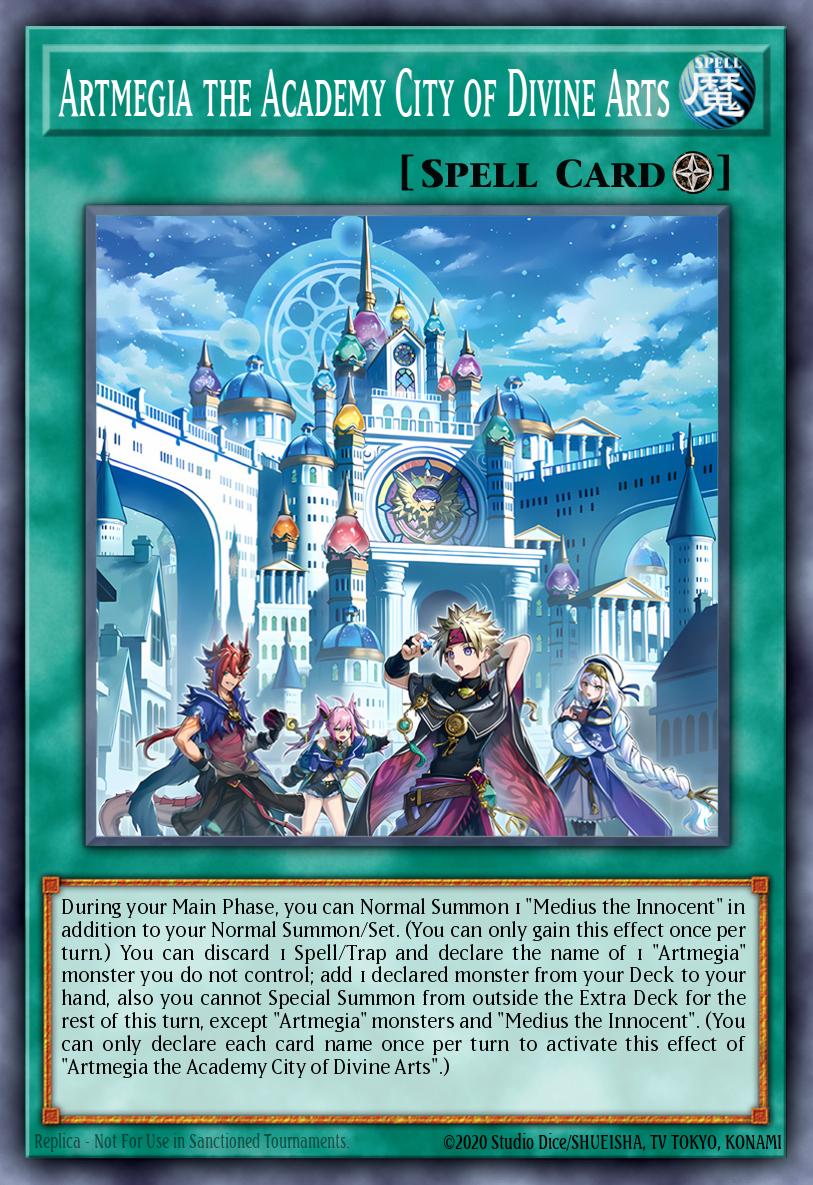 Artmegia the Academy City of Divine Arts
SPELL
魔
[Spell Card]
During your Main Phase, you can Normal Summon 1 "Medius the Innocent" in
addition to your Normal Summon/Set. (You can only gain this effect once per
turn.) You can discard 1 Spell/Trap and declare the name of 1 "Artmegia"
monster you do not control; add 1 declared monster from your Deck to your
hand, also you cannot Special Summon from outside the Extra Deck for the
rest of this turn, except "Artmegia" monsters and "Medius the Innocent". (You
can only declare each card name once per turn to activate this effect of
"Artmegia the Academy City of Divine Arts".)
Replica - Not For Use in Sanctioned Tournaments.
©2020 Studio Dice/SHUEISHA, TV TOKYO, KONAMI